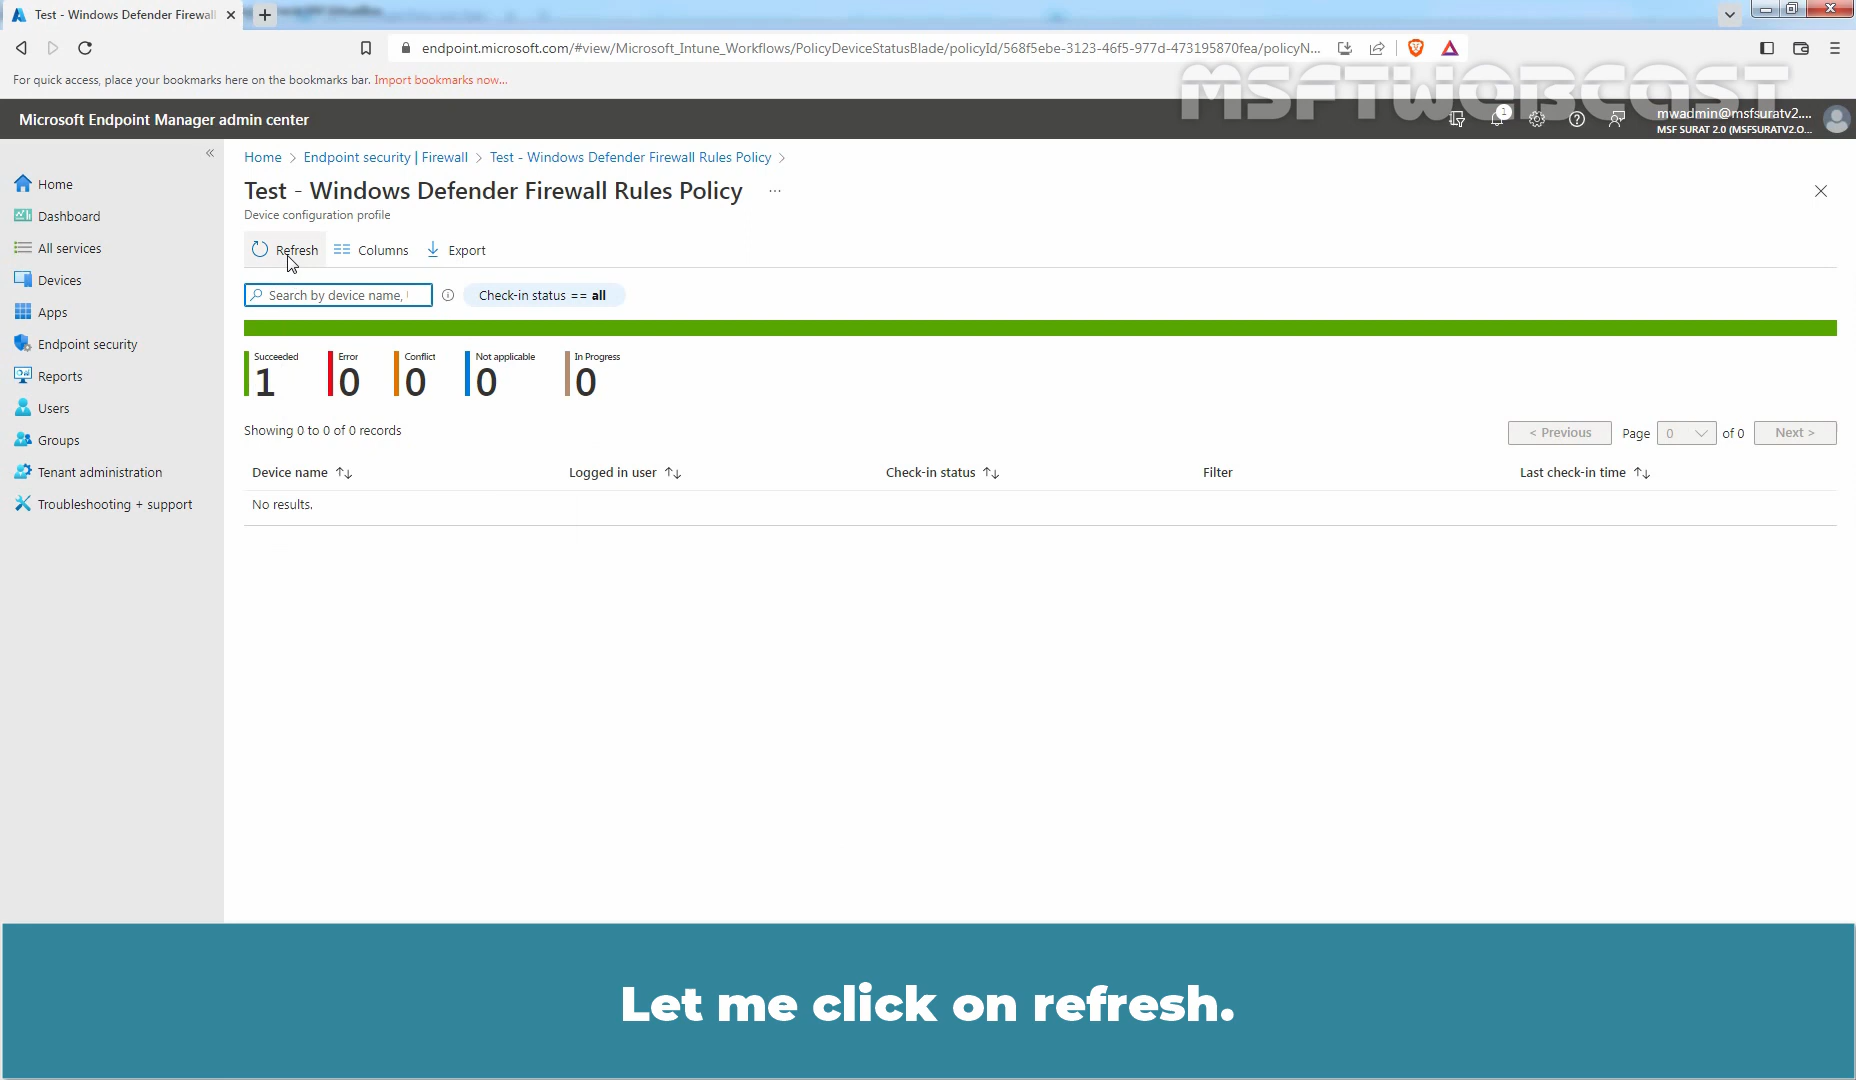 Test - Windows Defender Firewall
endpoint.microsoft.com/#view/Microsoft_Intune_Workflows/PolicyDeviceStatusBlade/policyId/568f5ebe-3123-46f5-977d-473195870fea/policyN...
For quick access, place your bookmarks here on the bookmarks bar. Import bookmarks now...
MSFTWEBCAST
Microsoft Endpoint Manager admin center
1
mwadmin@msfsuratv2....
MSF SURAT 2.0 (MSFSURATV2.O...
Home
Dashboard
All services
Devices
Apps
Endpoint security
Reports
Users
Groups
Tenant administration
Troubleshooting + support
Home > Endpoint security | Firewall > Test - Windows Defender Firewall Rules Policy >
Test - Windows Defender Firewall Rules Policy ...
Device configuration profile
Refresh Columns Export
Search by device name, Check-in status == all
Succeeded Error Conflict Not applicable In Progress
1 0 0 0 0
Showing 0 to 0 of 0 records
< Previous Page 0 of 0 Next >
Device name Logged in user Check-in status Filter Last check-in time
No results.
Let me click on refresh.